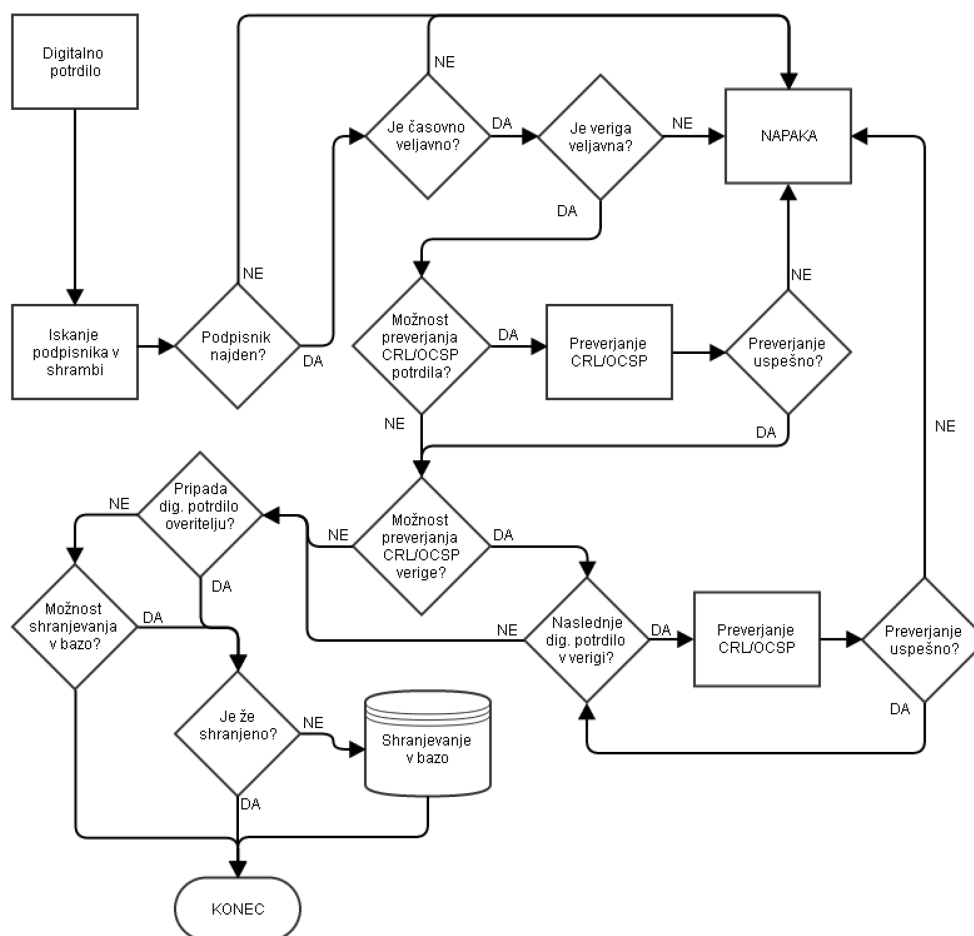 Digitalno
potrdilo
NE
NE
Je časovno
veljavno?
DA
Je veriga
veljavna?
NE
NAPAKA
DA
NE
Iskanje
podpisnika v
shrambi
Podpisnik
najden?
DA
Možnost
preverjanja
CRL/OCSP
potrdila?
DA
Preverjanje
CRL/OCSP
NE
Preverjanje
uspešno?
NE
DA
NE
Pripada
dig. potrdilo
overitelju?
NE
NE
Možnost
preverjanja
CRL/OCSP
verige?
DA
DA
Možnost
shranjevanja
v bazo?
DA
NE
Naslednje
dig. potrdilo
v verigi?
DA
Preverjanje
CRL/OCSP
Preverjanje
uspešno?
DA
Je že
shranjeno?
NE
Shranjevanje
v bazo
DA
KONEC